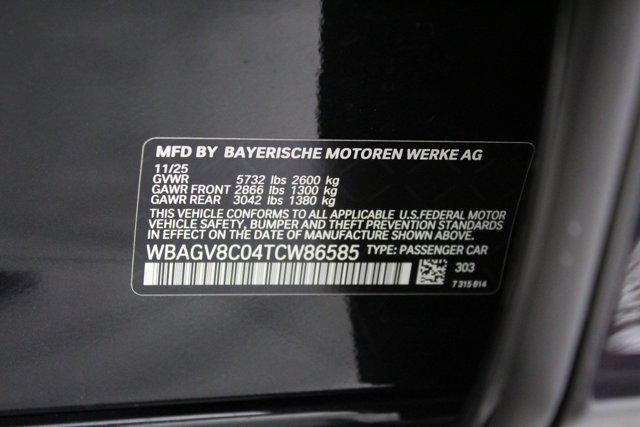 MFD BY BAYERISCHE MOTOREN WERKE AG
11/25
GVWR 5732 lbs 2600 kg
GAWR FRONT 2866 lbs 1300 kg
GAWR REAR 3042 lbs 1380 kg
THIS VEHICLE CONFORMS TO ALL APPLICABLE U.S.FEDERAL MOTOR
VEHICLE SAFETY, BUMPER AND THEFT PREVENTION STANDARDS
IN EFFECT ON THE DATE OF MANUFACTURE SHOWN ABOVE.
WBAGV8C04TCW86585 TYPE: PASSENGER CAR
303
7 315 814